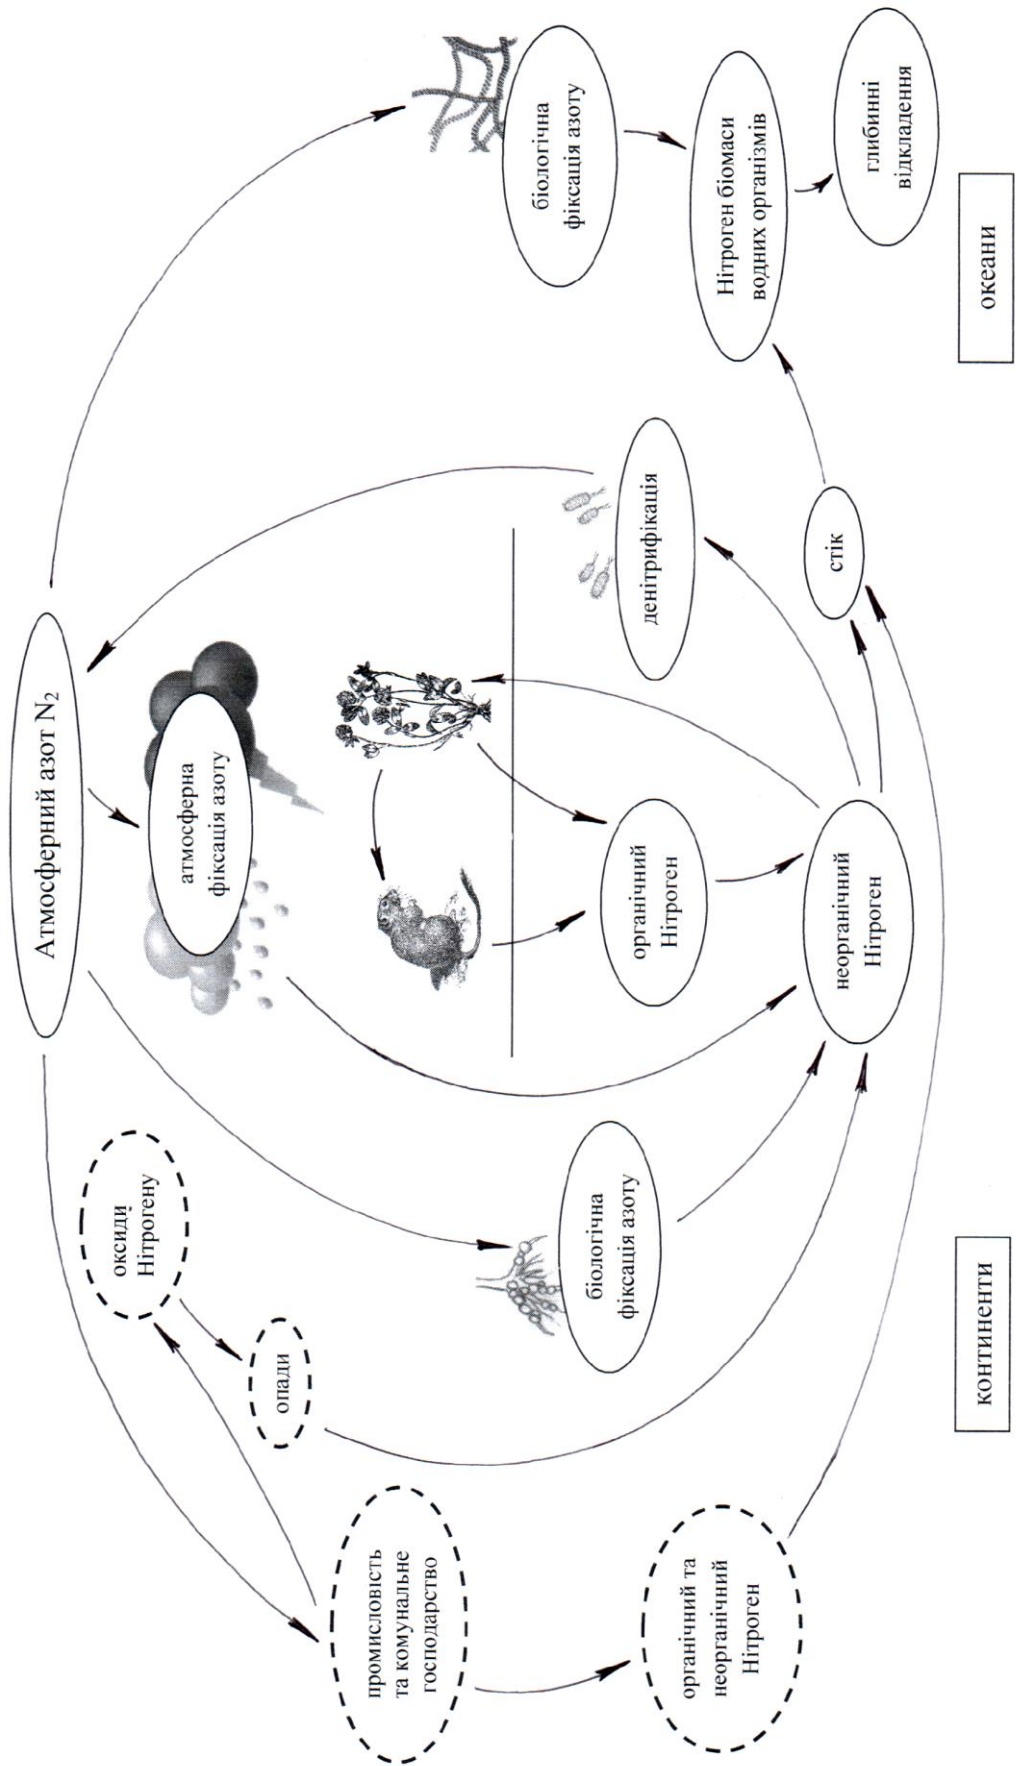 Атмосферний азот N₂
оксиди
Нітрогену
атмосферна
фіксація азоту
опади
промисловість
та комунальне
господарство
біологічна
фіксація азоту
органічний
Нітроген
денітрифікація
біологічна
фіксація азоту
Нітроген біомаси
водних організмів
органічний та
неорганічний
Нітроген
неорганічний
Нітроген
стік
глибинні
відкладення
континенти
океани